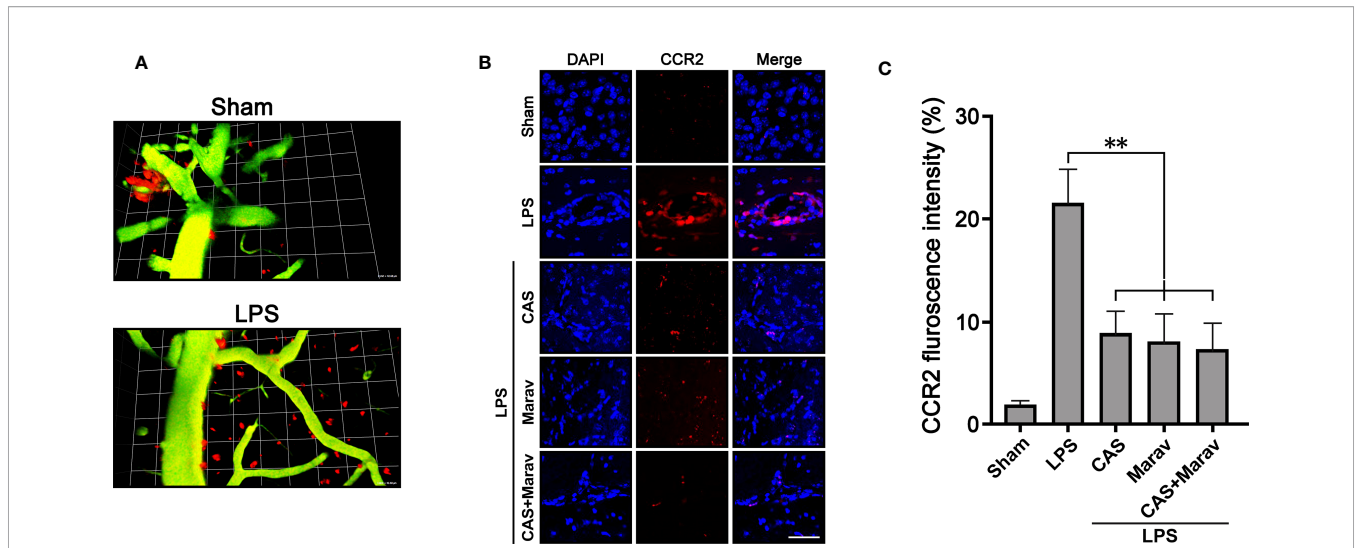 A
Sham
LPS
B
DAPI CCR2 Merge
Sham
LPS
CAS
Marav
CAS+Marav
LPS
C
CCR2 fluroscence intensity (%)
30
20
10
0
**
Sham
LPS
CAS
Marav
CAS+Marav
LPS